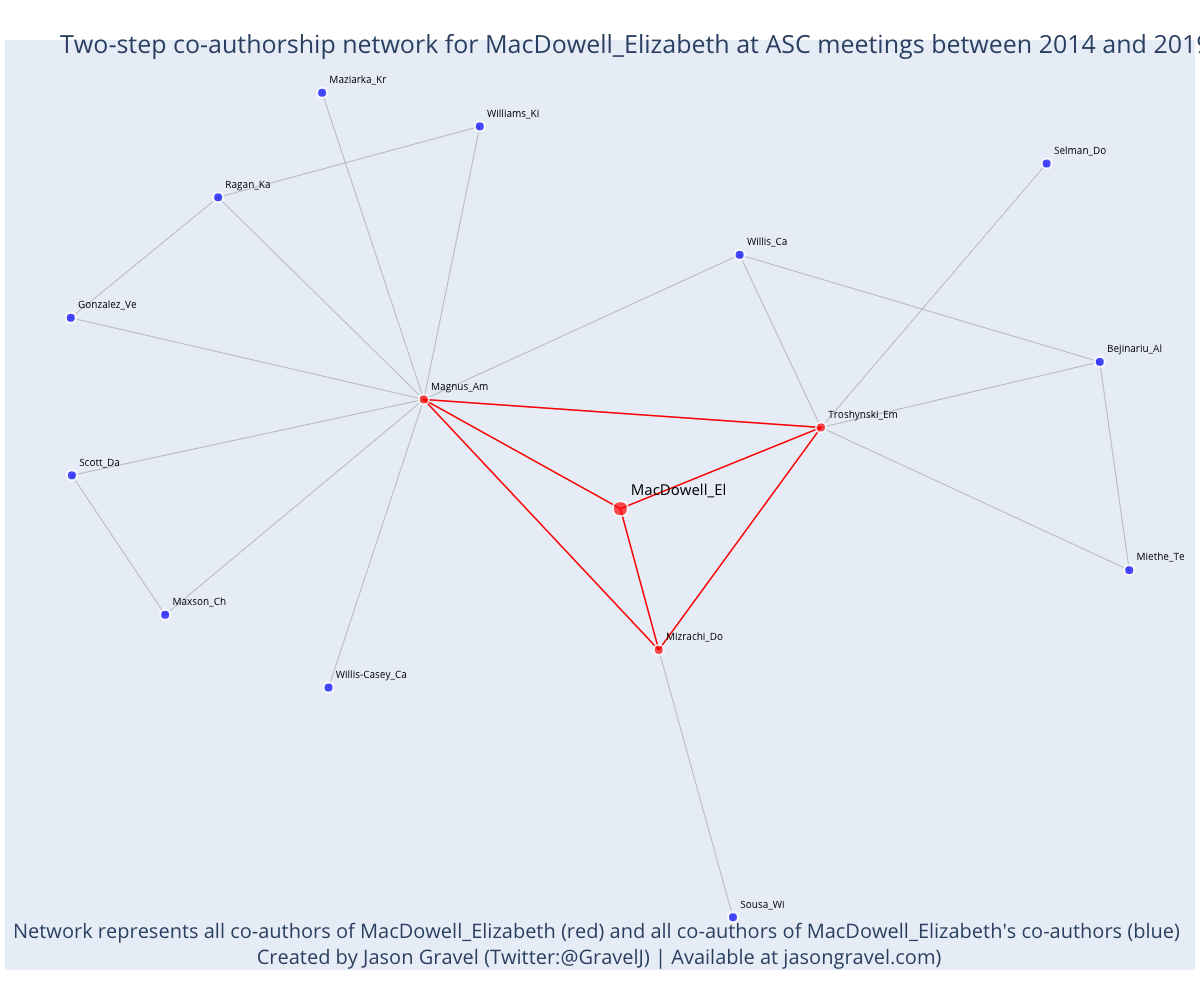 Two-step co-authorship network for MacDowell_Elizabeth at ASC meetings between 2014 and 2019
Maziarka_Kr
Williams_Ki
Selman_Do
Ragan_Ka
Willis_Ca
Gonzalez_Ve
Bejinariu_Al
Magnus_Am
Troshynski_Em
Scott_Da
MacDowell_El
Miethe_Te
Maxson_Ch
Mizrachi_Do
Willis-Casey_Ca
Sousa_Wi
Network represents all co-authors of MacDowell_Elizabeth (red) and all co-authors of MacDowell_Elizabeth's co-authors (blue)
Created by Jason Gravel (Twitter:@GravelJ) | Available at jasongravel.com)